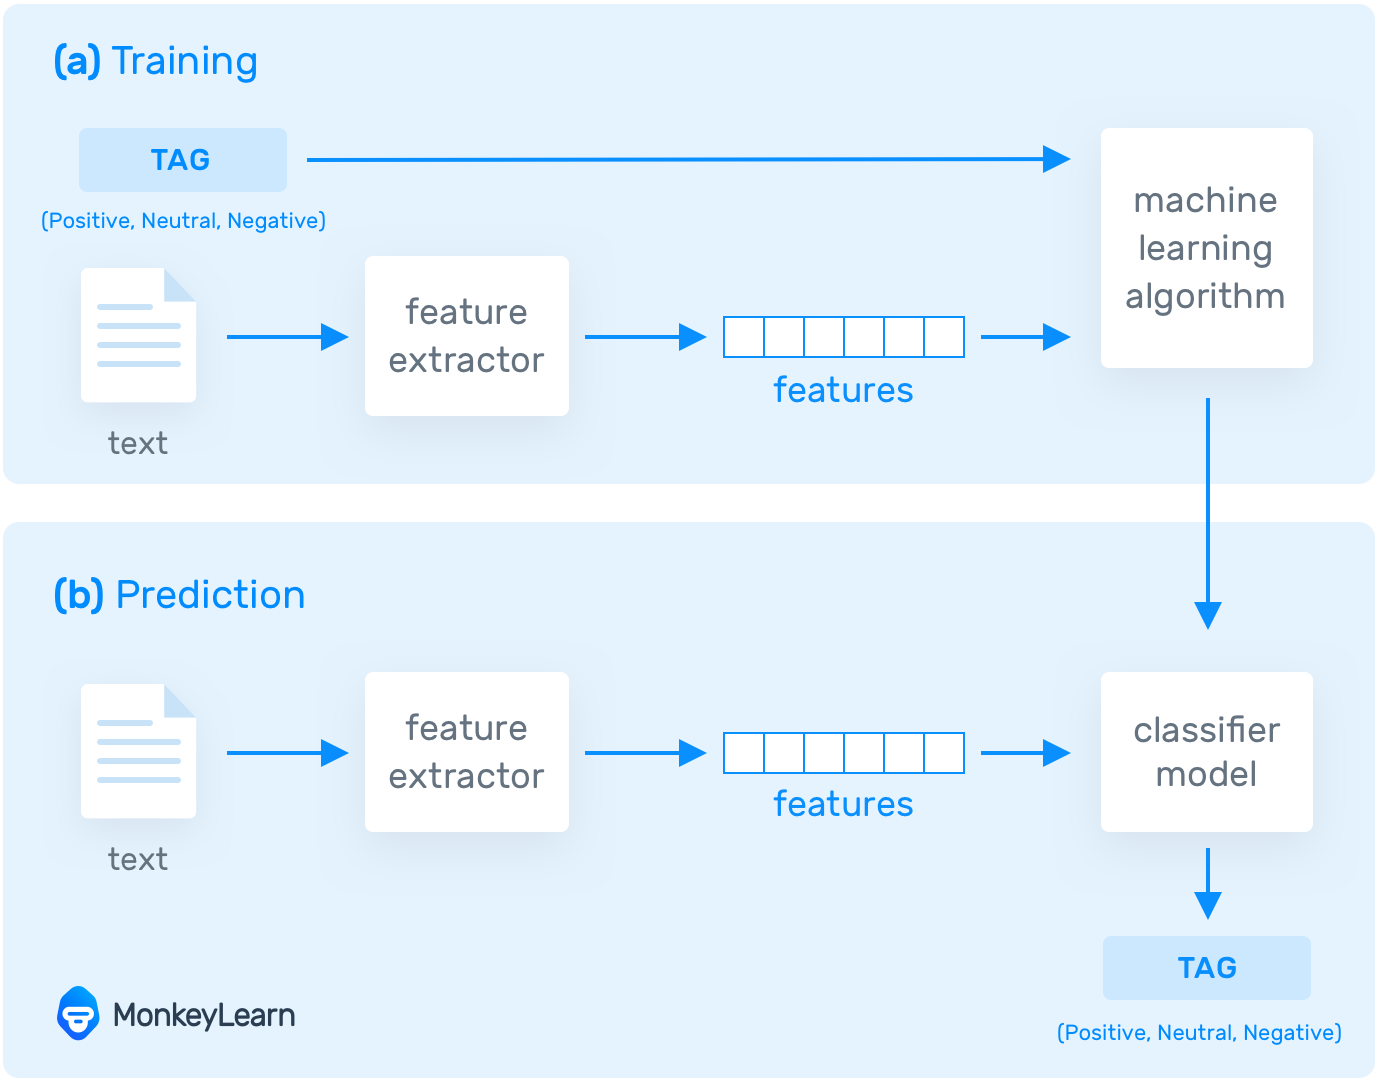 (a) Training
TAG
(Positive, Neutral, Negative)
text
feature
extractor
features
machine
learning
algorithm
(b) Prediction
text
feature
extractor
features
classifier
model
TAG
(Positive, Neutral, Negative)
MonkeyLearn